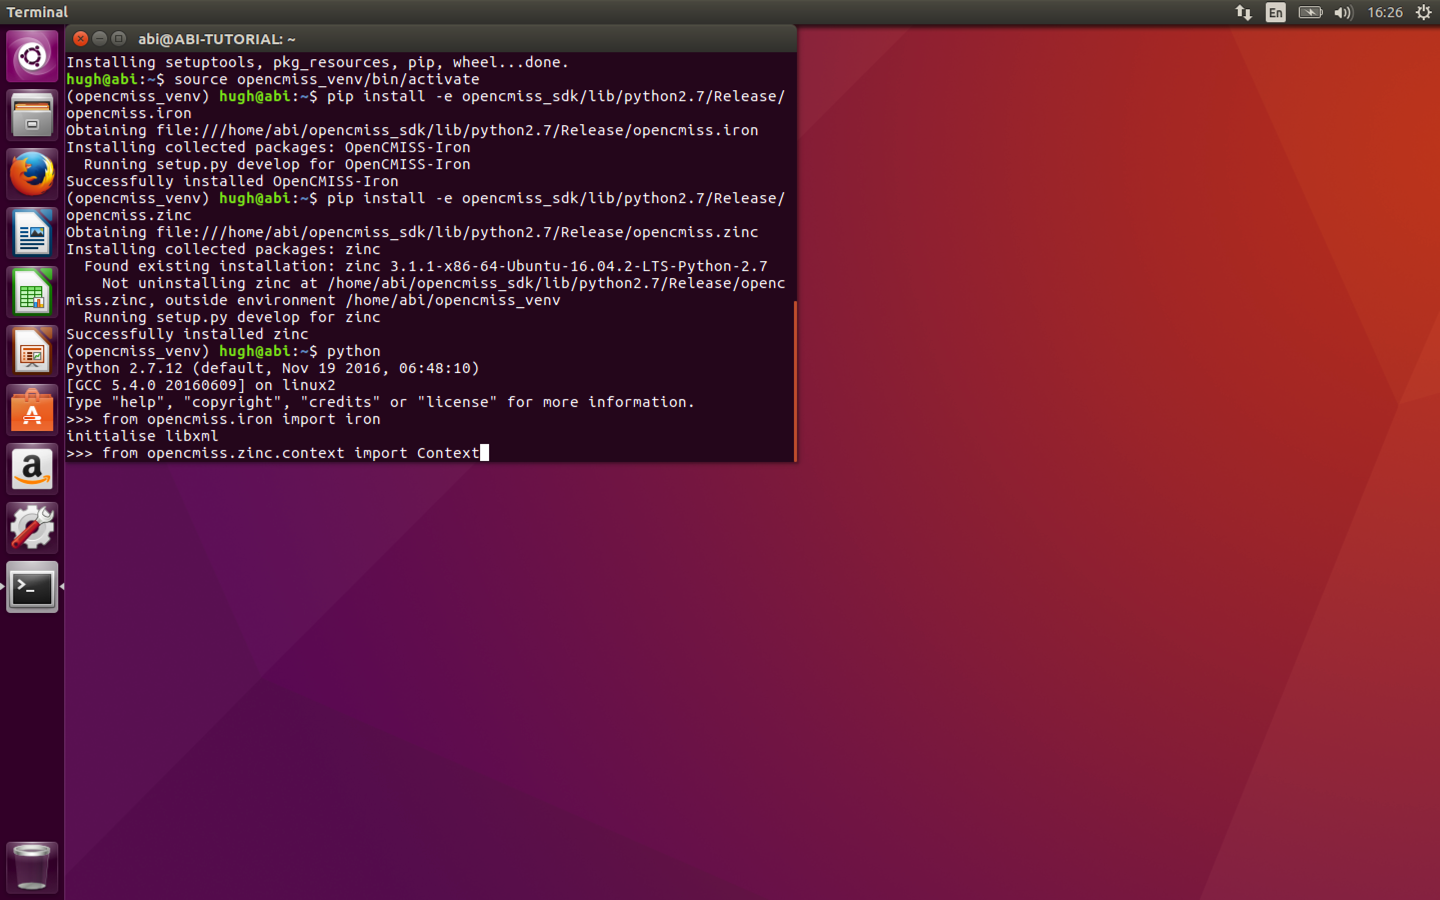 Terminal
En
16:26
abi@ABI-TUTORIAL: ~
Installing setuptools, pkg_resources, pip, wheel...done.
hugh@abi:~$ source opencmiss_venv/bin/activate
(opencmiss_venv) hugh@abi:~$ pip install -e opencmiss_sdk/lib/python2.7/Release/
opencmiss.iron
Obtaining file:///home/abi/opencmiss_sdk/lib/python2.7/Release/opencmiss.iron
Installing collected packages: OpenCMISS-Iron
  Running setup.py develop for OpenCMISS-Iron
Successfully installed OpenCMISS-Iron
(opencmiss_venv) hugh@abi:~$ pip install -e opencmiss_sdk/lib/python2.7/Release/
opencmiss.zinc
Obtaining file:///home/abi/opencmiss_sdk/lib/python2.7/Release/opencmiss.zinc
Installing collected packages: zinc
  Found existing installation: zinc 3.1.1-x86-64-Ubuntu-16.04.2-LTS-Python-2.7
    Not uninstalling zinc at /home/abi/opencmiss_sdk/lib/python2.7/Release/openc
miss.zinc, outside environment /home/abi/opencmiss_venv
  Running setup.py develop for zinc
Successfully installed zinc
(opencmiss_venv) hugh@abi:~$ python
Python 2.7.12 (default, Nov 19 2016, 06:48:10)
[GCC 5.4.0 20160609] on linux2
Type "help", "copyright", "credits" or "license" for more information.
>>> from opencmiss.iron import iron
initialise libxml
>>> from opencmiss.zinc.context import Context